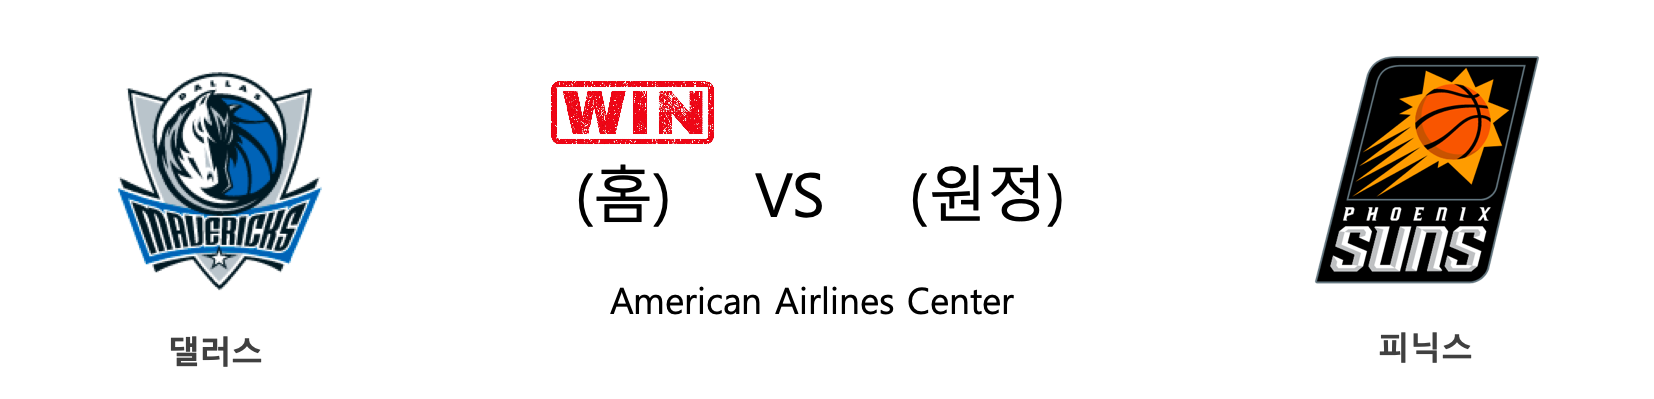 DALLAS
MAVERICKS
댈러스
WIN
(홈) VS (원정)
American Airlines Center
PHOENIX
SUNS
피닉스